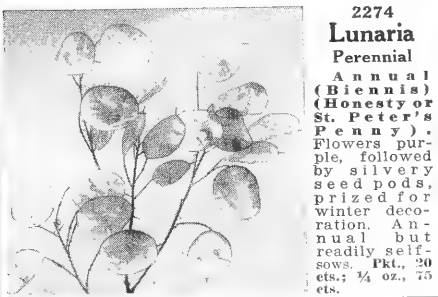 2274
Lunaria
Perennial
Annual
(Biennis)
(Honesty or
St. Peter's
Penny).
Flowers pur-
ple, followed
by silvery
seed pods,
prized for
winter deco-
ration. An-
nual but
readily self-
sows. Pkt., 20
cts.; ¼ oz., 75
cts.